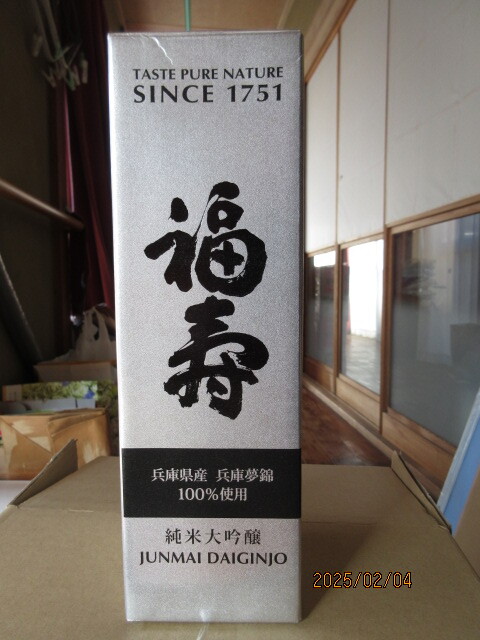 TASTE PURE NATURE
SINCE 1751
福
寿
兵庫県産 兵庫夢錦
100%使用
純米大吟醸
JUNMAI DAIGINJO
2025/02/04